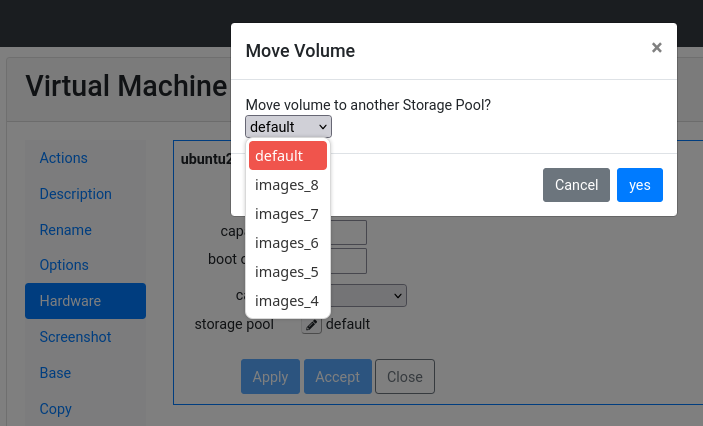 Move Volume
×
Virtual Machine
Move volume to another Storage Pool?
default
default
images_8
images_7
images_6
images_5
images_4
Cancel
yes
Actions
Description
Rename
Options
Hardware
Screenshot
Base
Copy
ubuntu2
cap
boot o
ca
storage pool
default
Apply
Accept
Close